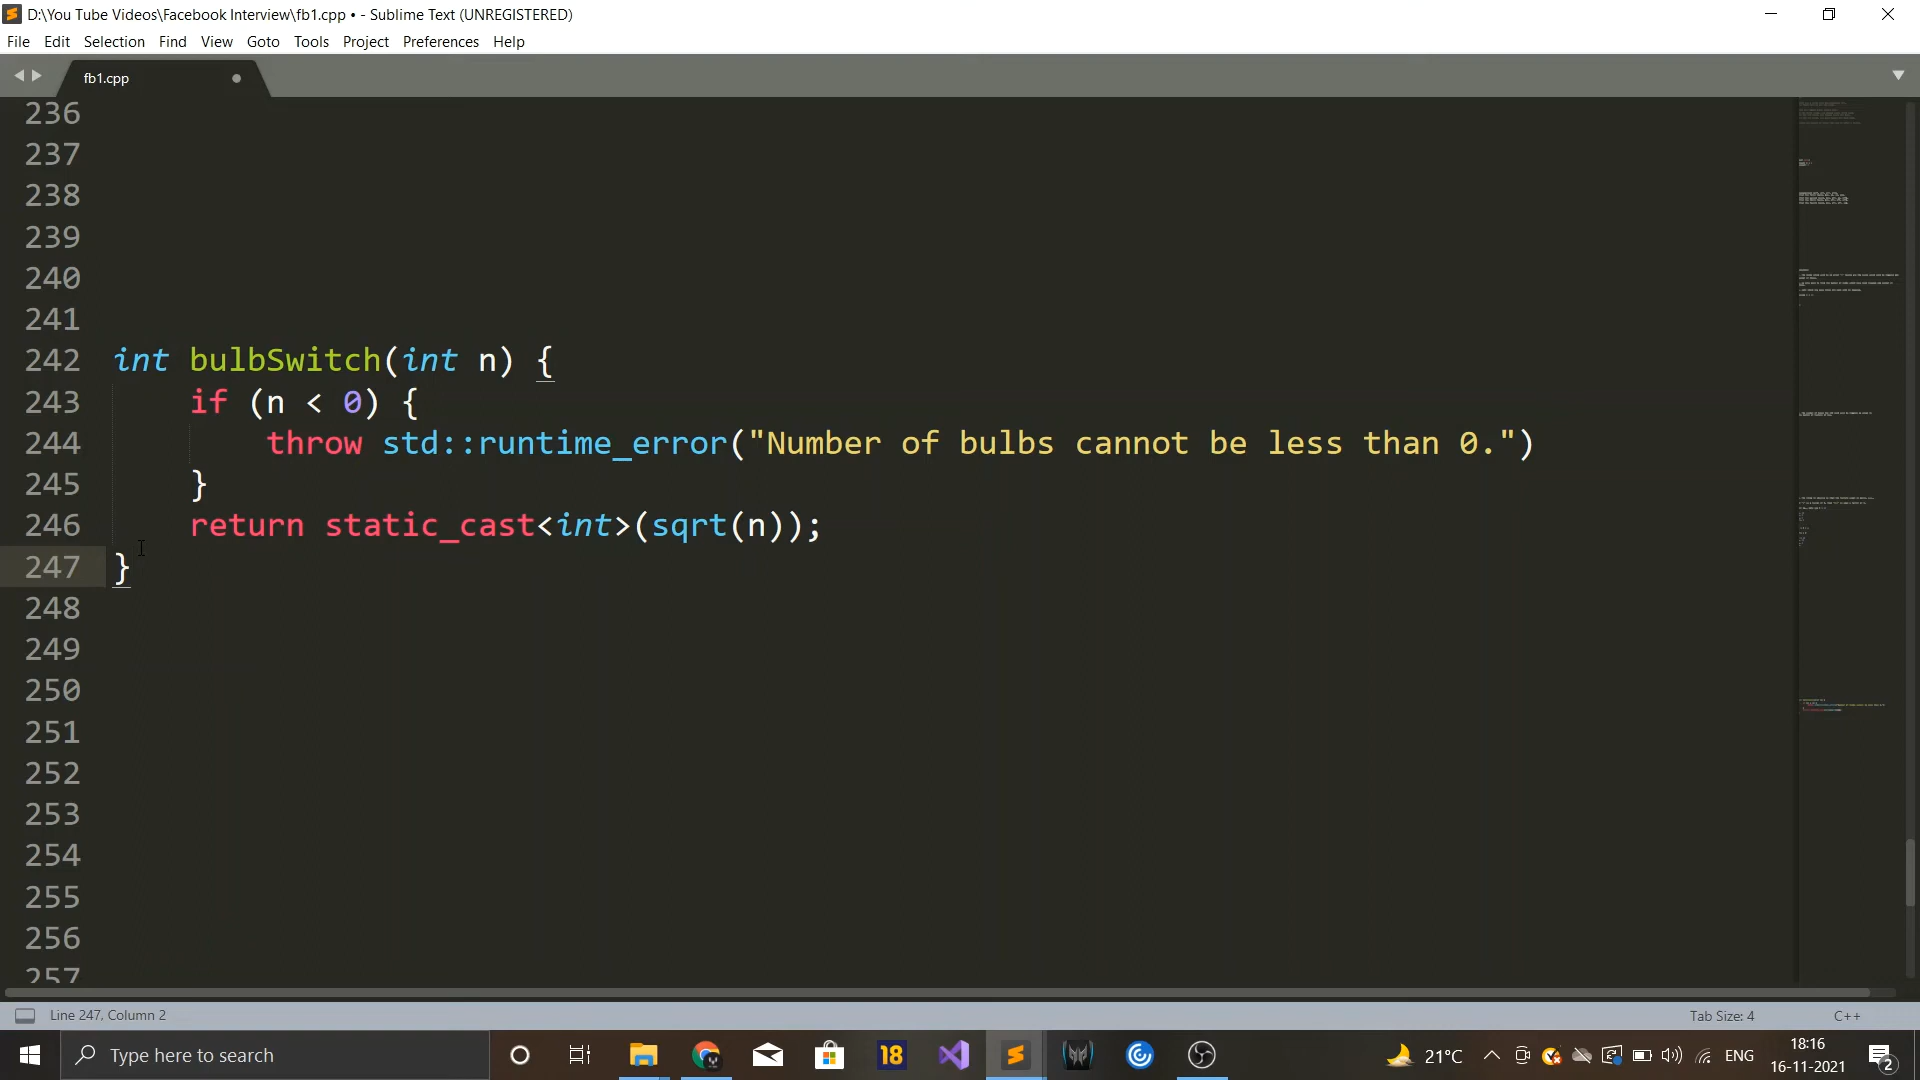 D:\You Tube Videos\Facebook Interview\fb1.cpp • - Sublime Text (UNREGISTERED)
File Edit Selection Find View Goto Tools Project Preferences Help
fb1.cpp
236
237
238
239
240
241
242 int bulbSwitch(int n) {
243 if (n < 0) {
244 throw std::runtime_error("Number of bulbs cannot be less than 0.")
245 }
246 return static_cast<int>(sqrt(n));
247 }
248
249
250
251
252
253
254
255
256
257
Line 247, Column 2 Tab Size: 4 C++
Type here to search 18 21°C ENG 18:16
16-11-2021 2